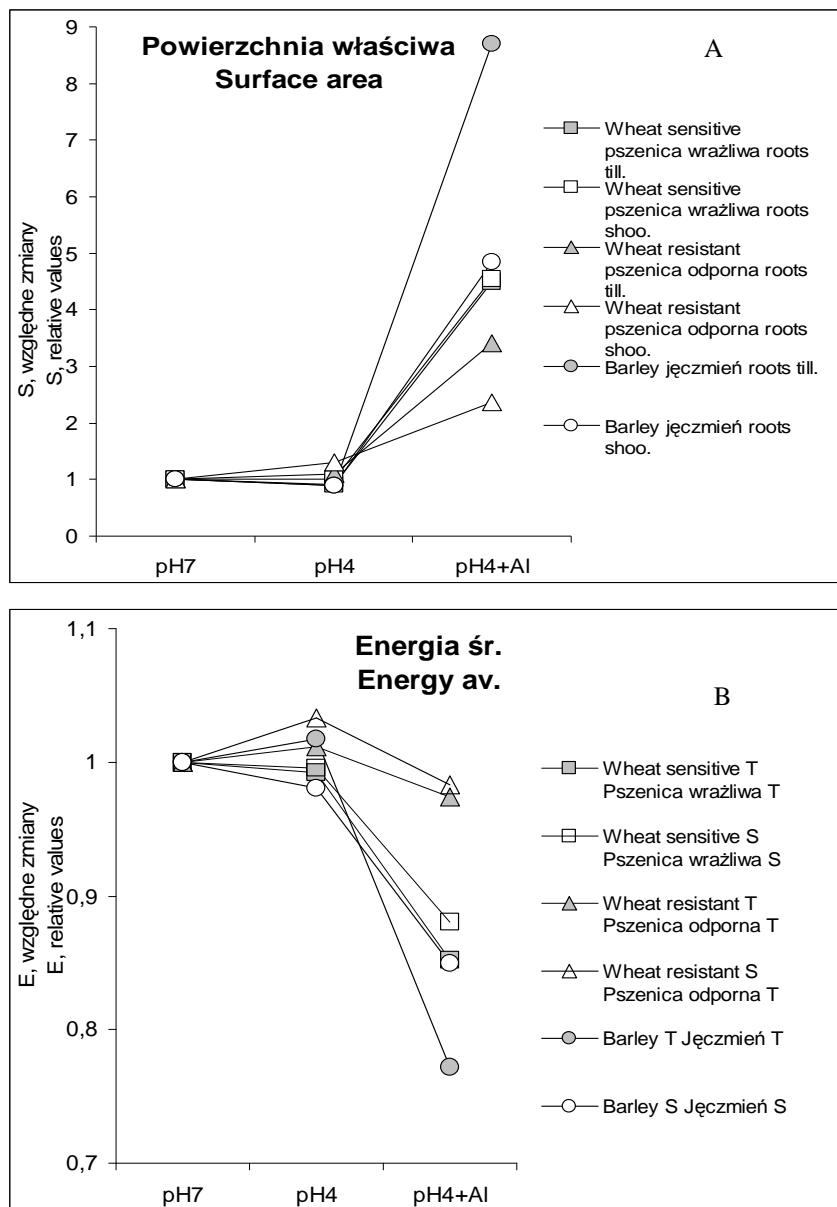 Powierzchnia właściwa
Surface area
A
S, względne zmiany
S, relative values
9
8
7
6
5
4
3
2
1
0
pH7
pH4
pH4+Al
Wheat sensitive
pszenica wrażliwa roots
till.
Wheat sensitive
pszenica wrażliwa roots
shoo.
Wheat resistant
pszenica odporna roots
till.
Wheat resistant
pszenica odporna roots
shoo.
Barley jęczmień roots till.
Barley jęczmień roots
shoo.
Energia śr.
Energy av.
B
E, względne zmiany
E, relative values
1,1
1
0,9
0,8
0,7
pH7
pH4
pH4+Al
Wheat sensitive T
Pszenica wrażliwa T
Wheat sensitive S
Pszenica wrażliwa S
Wheat resistant T
Pszenica odporna T
Wheat resistant S
Pszenica odporna T
Barley T Jęczmień T
Barley S Jęczmień S